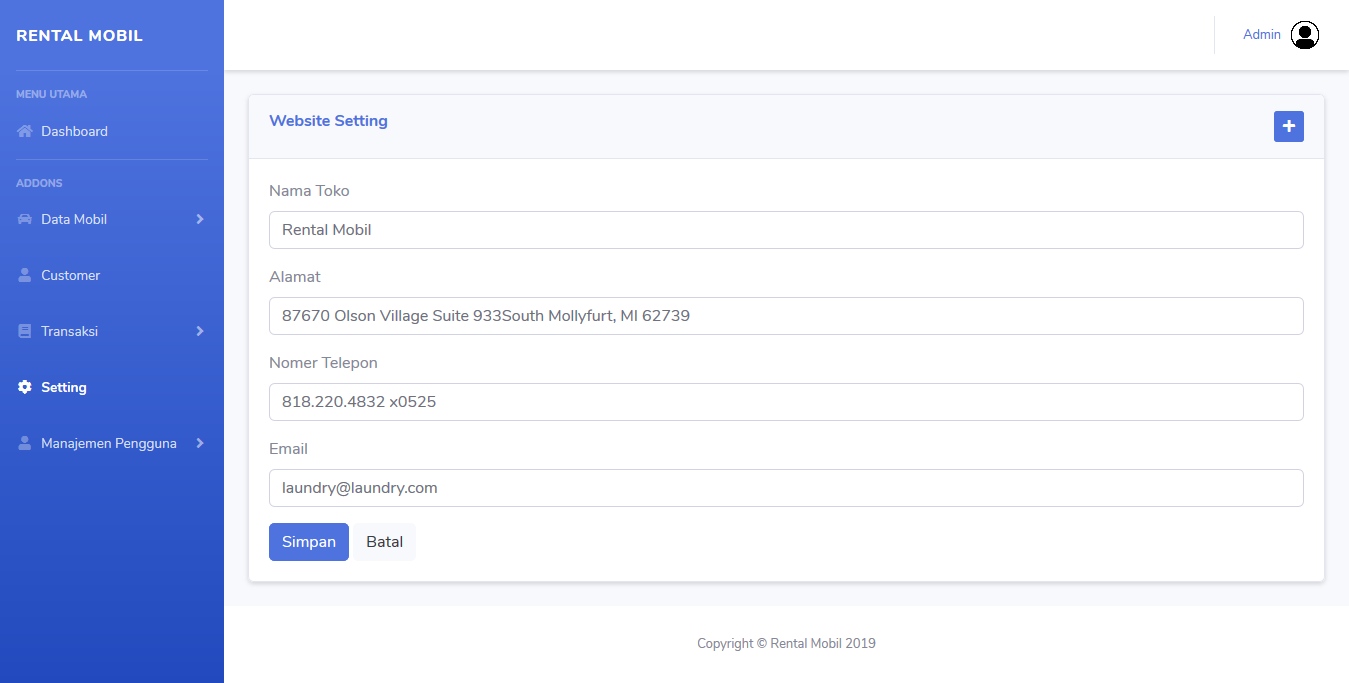 RENTAL MOBIL
MENU UTAMA
Dashboard
ADDONS
Data Mobil
Customer
Transaksi
Setting
Manajemen Pengguna
Admin
Website Setting
+
Nama Toko
Rental Mobil
Alamat
87670 Olson Village Suite 933South Mollyfurt, MI 62739
Nomer Telepon
818.220.4832 x0525
Email
laundry@laundry.com
Simpan Batal
Copyright © Rental Mobil 2019